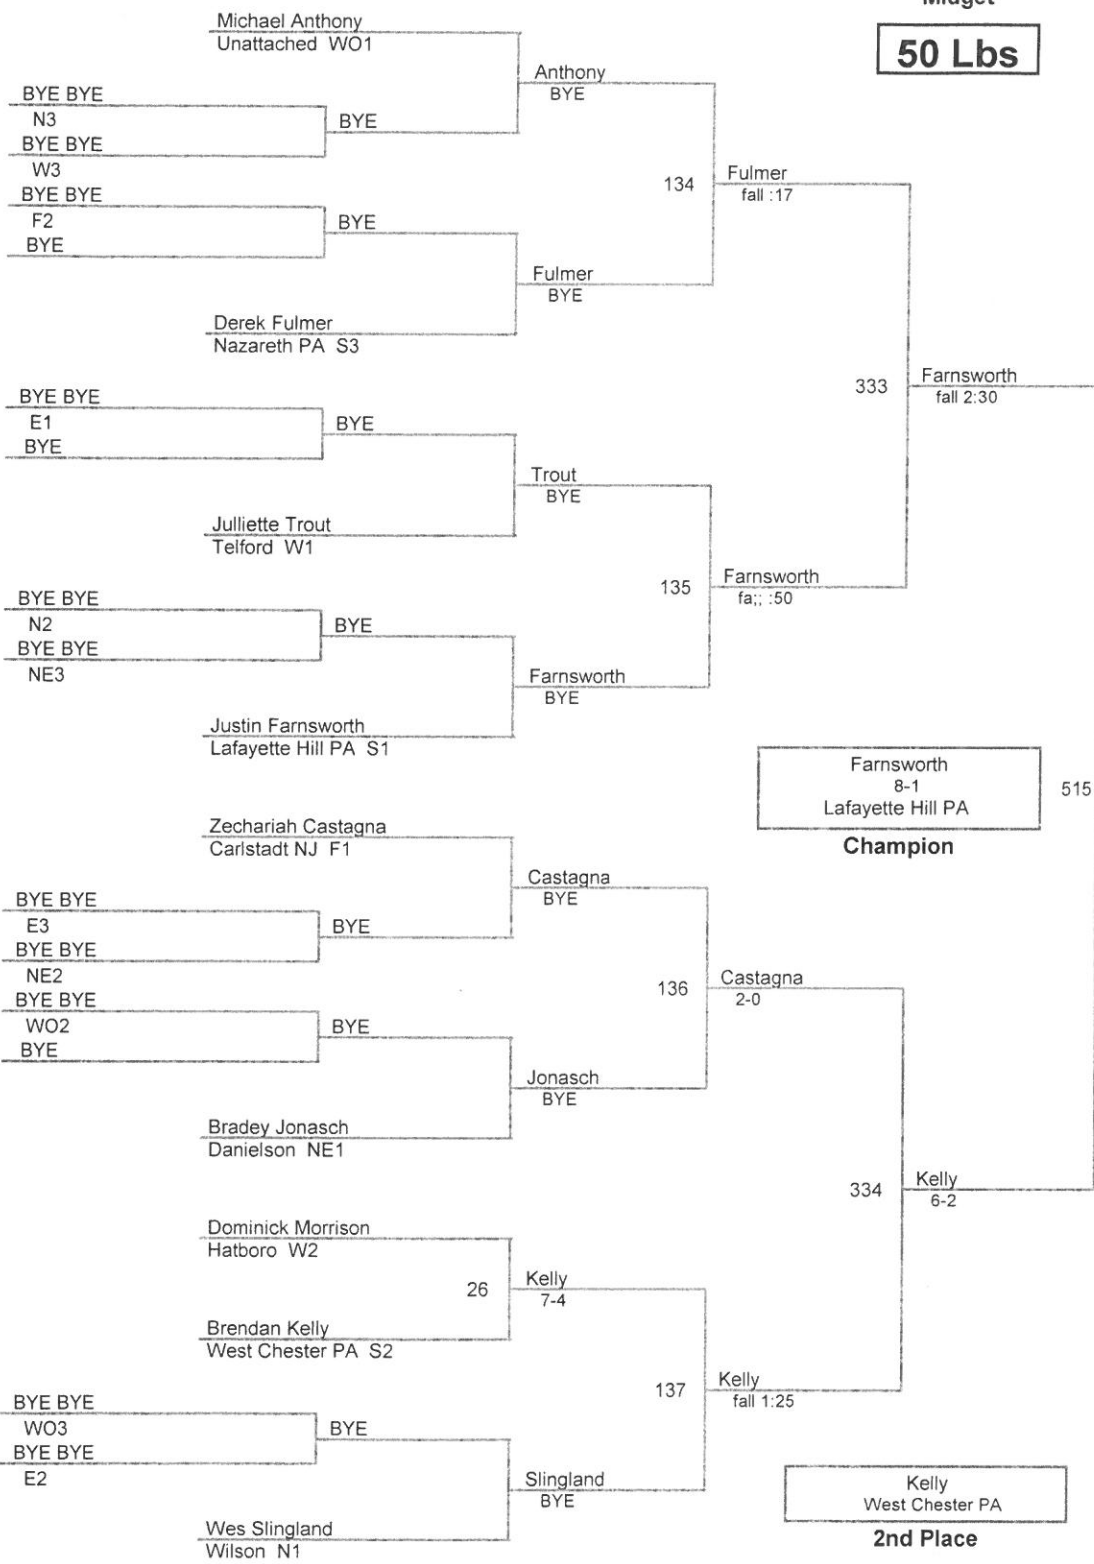 Midget
50 Lbs
Michael Anthony
Unattached WO1
Anthony
BYE
BYE BYE
N3
BYE
BYE BYE
W3
134
Fulmer
fall :17
BYE BYE
F2
BYE
BYE
Fulmer
BYE
Derek Fulmer
Nazareth PA S3
333
Farnsworth
fall 2:30
BYE BYE
E1
BYE
BYE
Trout
BYE
Julliette Trout
Telford W1
135
Farnsworth
fa;; :50
BYE BYE
N2
BYE
BYE BYE
NE3
Farnsworth
BYE
Justin Farnsworth
Lafayette Hill PA S1
Farnsworth
8-1
Lafayette Hill PA
515
Champion
Zechariah Castagna
Carlstadt NJ F1
Castagna
BYE
BYE BYE
E3
BYE
BYE BYE
NE2
136
Castagna
2-0
BYE BYE
WO2
BYE
BYE
Jonasch
BYE
Bradey Jonasch
Danielson NE1
334
Kelly
6-2
Dominick Morrison
Hatboro W2
26
Kelly
7-4
Brendan Kelly
West Chester PA S2
137
Kelly
fall 1:25
BYE BYE
WO3
BYE
BYE BYE
E2
Slingland
BYE
Wes Slingland
Wilson N1
Kelly
West Chester PA
2nd Place